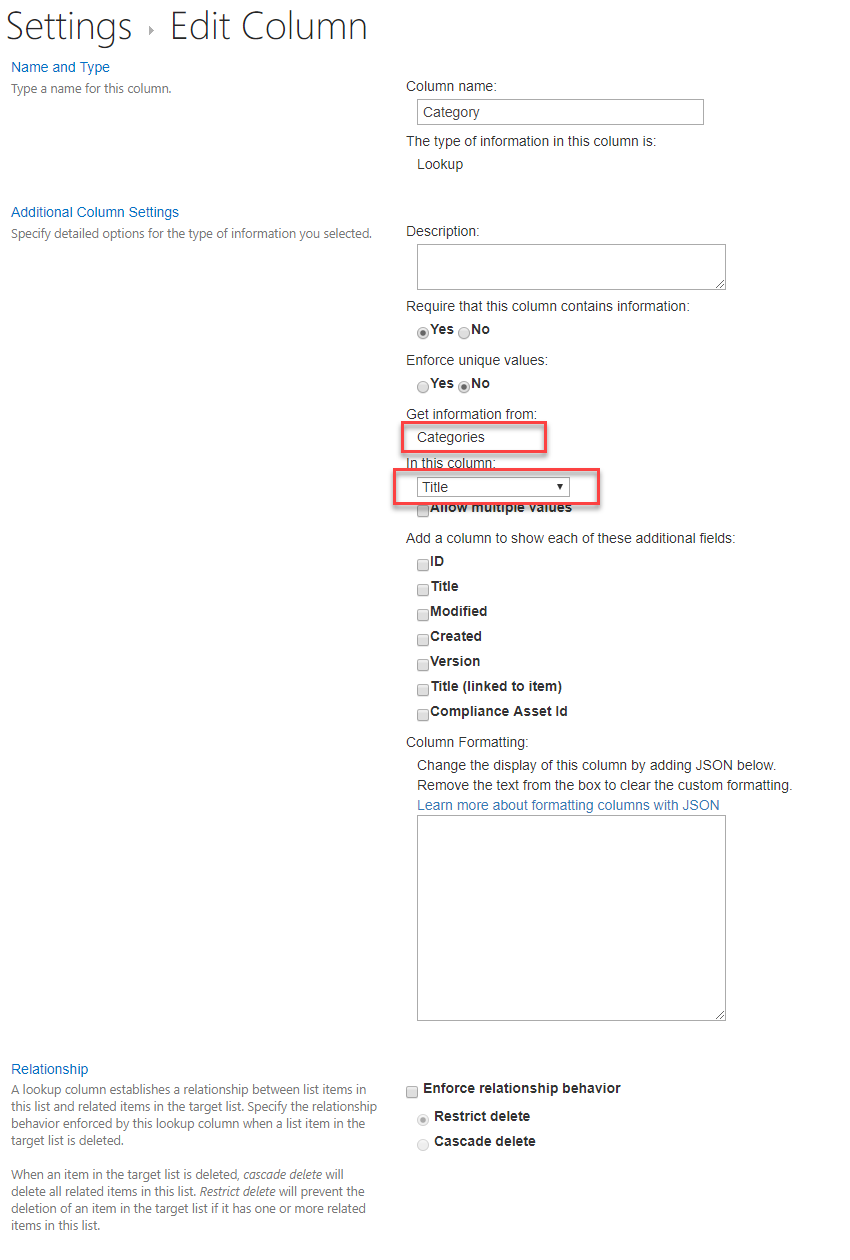 Settings ▸ Edit Column
Name and Type
Type a name for this column.
Column name:
Category
The type of information in this column is:
Lookup
Additional Column Settings
Specify detailed options for the type of information you selected.
Description:
Require that this column contains information:
Yes No
Enforce unique values:
Yes No
Get information from:
Categories
In this column:
Title
Allow multiple values
Add a column to show each of these additional fields:
ID
Title
Modified
Created
Version
Title (linked to item)
Compliance Asset Id
Column Formatting:
Change the display of this column by adding JSON below.
Remove the text from the box to clear the custom formatting.
Learn more about formatting columns with JSON
Relationship
A lookup column establishes a relationship between list items in
this list and related items in the target list. Specify the relationship
behavior enforced by this lookup column when a list item in the
target list is deleted.
When an item in the target list is deleted, cascade delete will
delete all related items in this list. Restrict delete will prevent the
deletion of an item in the target list if it has one or more related
items in this list.
Enforce relationship behavior
Restrict delete
Cascade delete